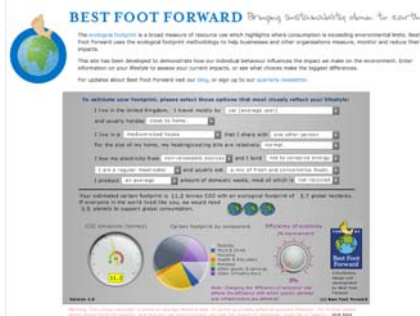 BEST FOOT FORWARD Bringing sustainability down to earth
The ecological footprint is a broad measure of resource use which highlights where consumption is exceeding environmental limits. Best
Foot Forward uses the ecological footprint methodology to help businesses and other organisations measure, monitor and reduce their
impacts.
This site has been developed to demonstrate how our individual behaviour influences the impact we make on the environment. Enter
information on your lifestyle to assess your current impacts, or see what choices make the biggest differences.
For updates about Best Foot Forward visit our blog, or sign up to our quarterly newsletter.
To estimate your footprint, please select those options that most closely reflect your lifestyle:
I live in the United Kingdom, I travel mostly by car (average user)
and usually holiday close to home.
I live in a medium-sized house that I share with one other person.
For the size of my home, my heating/cooling bills are relatively normal.
I buy my electricity from non-renewable sources and I tend not to conserve energy.
I am a regular meat-eater and usually eat a mix of fresh and convenience foods.
I produce an average amount of domestic waste, most of which is not recycled.
Your estimated carbon footprint is 11.2 tonnes CO2 with an ecological footprint of 5.7 global hectares.
If everyone in the world lived like you, we would need
planets to support global consumption.
CO2 emissions (tonnes)
Carbon footprint by component
Efficiency of economy
(% improvement)
11.2
Mobility
Food & Drink
Housing
0%
Best Foot
Forward
Version
(c) Best Foot Forward